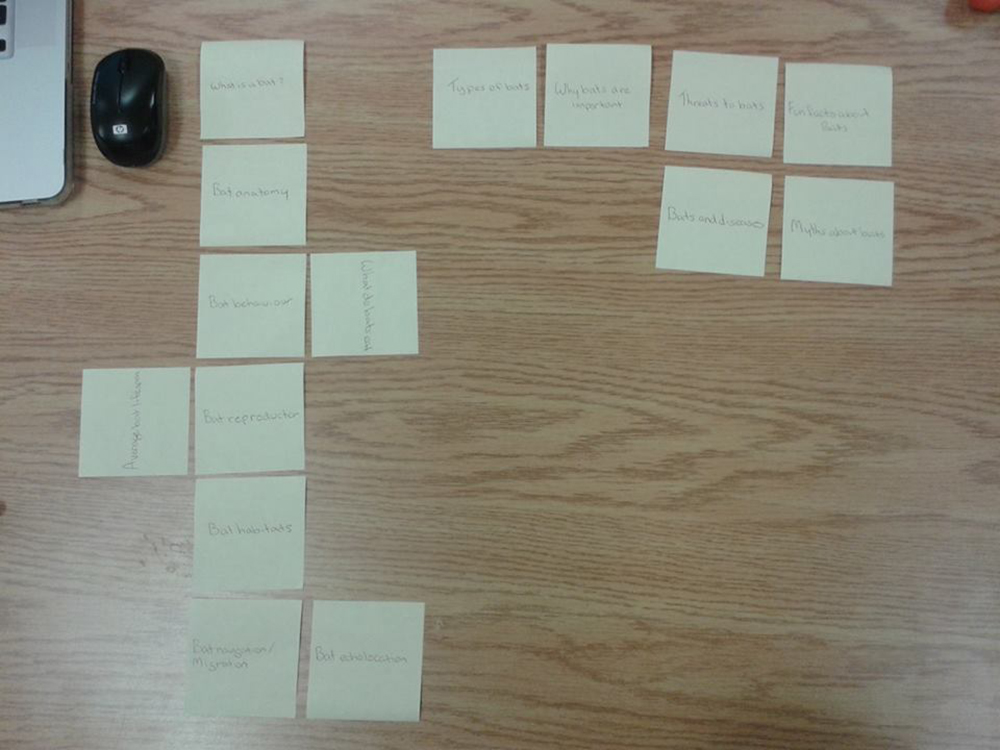 What is a bat?
Types of bats
Why bats are
important
Threats to bats
Fun facts about
bats
Bat anatomy
Bats and diseases
Myths about bats
Bat behaviour
What do bats eat
Average bat lifespan
Bat reproduction
Bat habitats
Bat navigation/
Migration
Bat echolocation
hp